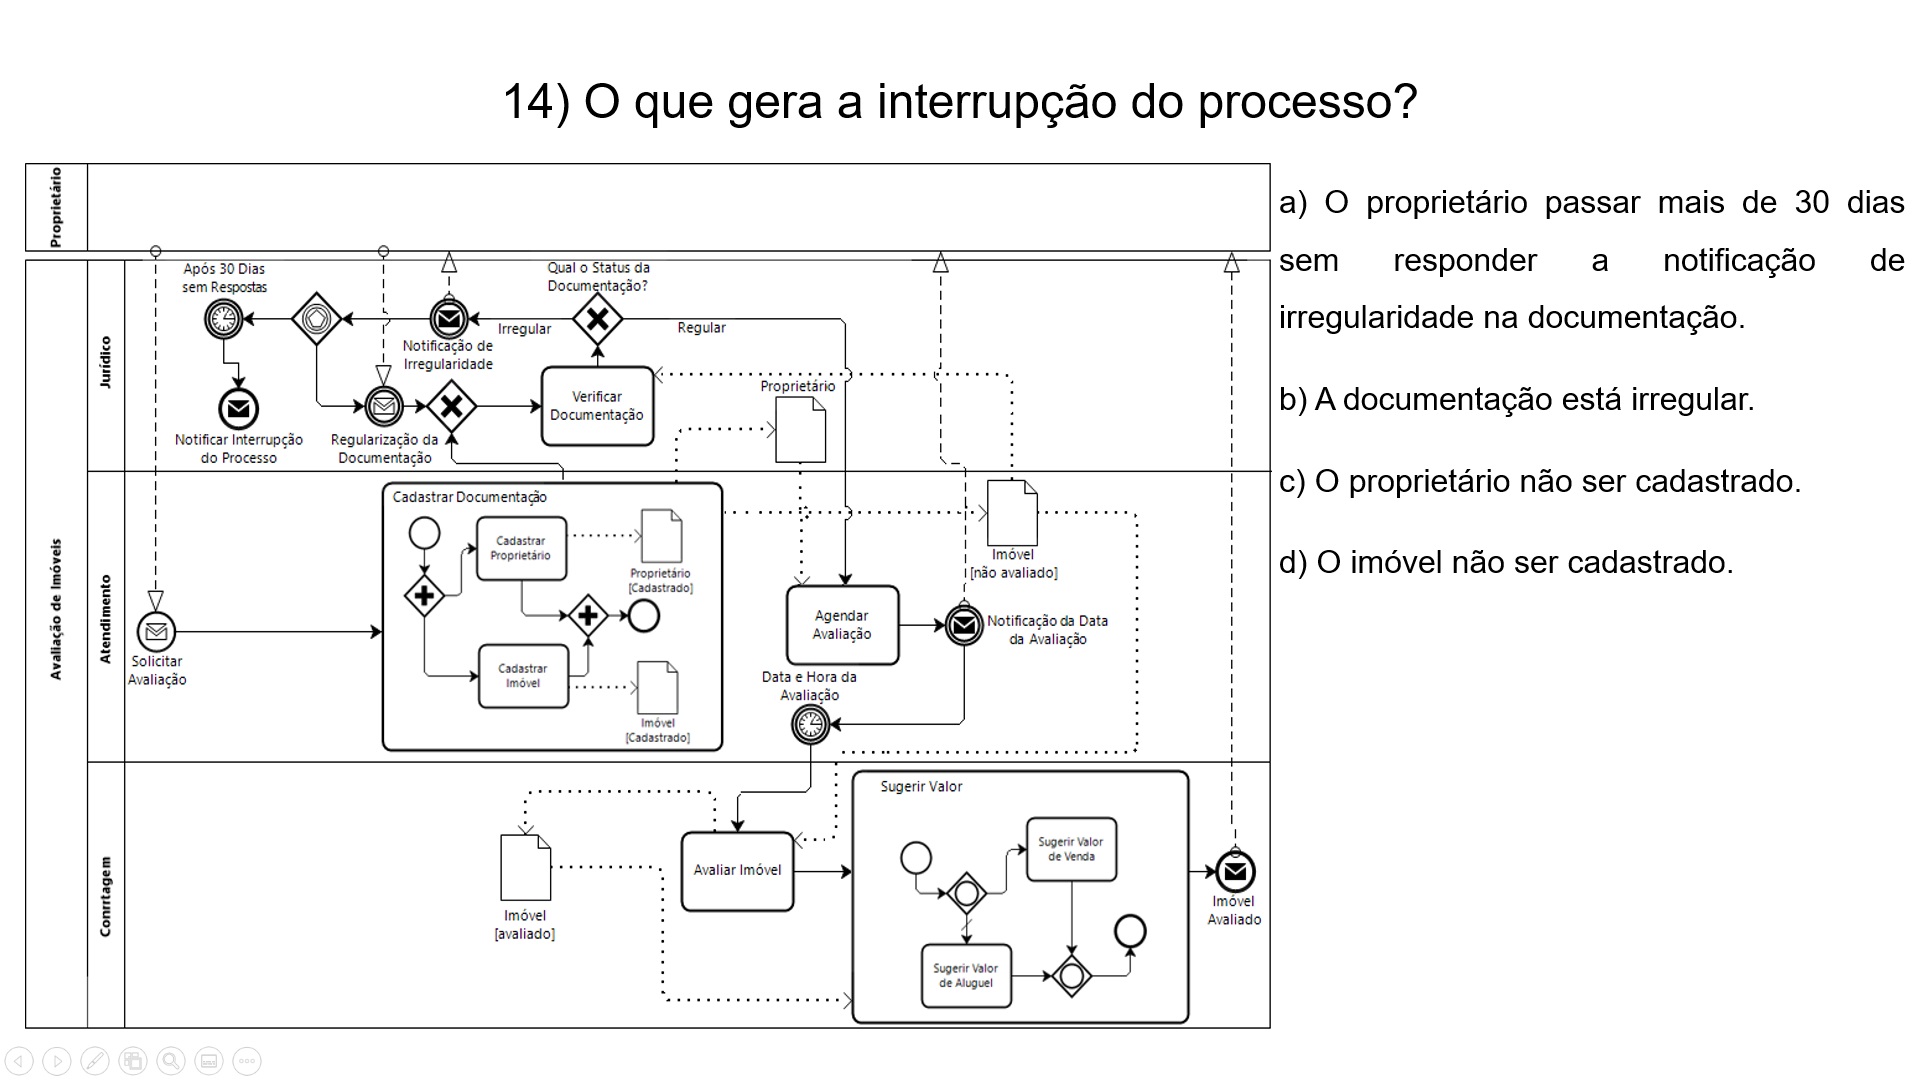 14) O que gera a interrupção do processo?
Proprietário
Avaliação de Imóveis
Jurídico
Após 30 Dias
sem Respostas
Notificar Interrupção
do Processo
Regularização da
Documentação
Notificação de
Irregularidade
Irregular
Qual o Status da
Documentação?
Regular
Verificar
Documentação
Proprietário
Atendimento
Solicitar
Avaliação
Cadastrar Documentação
Cadastrar
Proprietário
Proprietário
[Cadastrado]
Cadastrar
Imóvel
Imóvel
[Cadastrado]
Imóvel
[não avaliado]
Agendar
Avaliação
Notificação da Data
da Avaliação
Data e Hora da
Avaliação
Conrrtagem
Imóvel
[avaliado]
Avaliar Imóvel
Sugerir Valor
Sugerir Valor
de Venda
Sugerir Valor
de Aluguel
Imóvel
Avaliado
a) O proprietário passar mais de 30 dias
sem responder a notificação de
irregularidade na documentação.
b) A documentação está irregular.
c) O proprietário não ser cadastrado.
d) O imóvel não ser cadastrado.